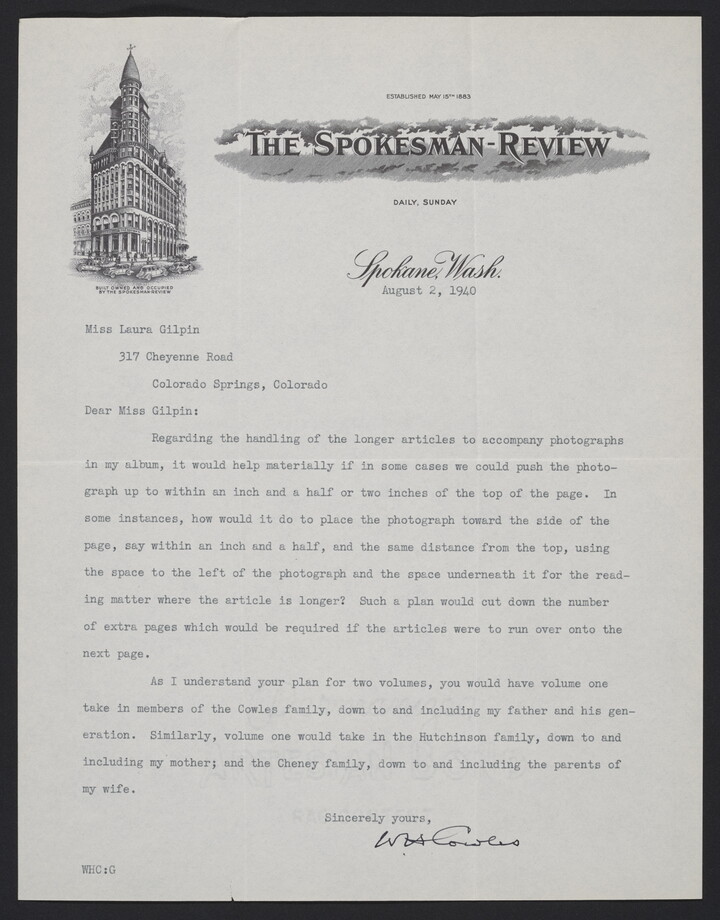 ESTABLISHED MAY 15TH 1883
THE SPOKESMAN-REVIEW
DAILY, SUNDAY
BUILT OWNED AND OCCUPIED
BY THE SPOKESMAN-REVIEW
Spokane, Wash.
August 2, 1940
Miss Laura Gilpin
317 Cheyenne Road
Colorado Springs, Colorado
Dear Miss Gilpin:
Regarding the handling of the longer articles to accompany photographs
in my album, it would help materially if in some cases we could push the photo-
graph up to within an inch and a half or two inches of the top of the page. In
some instances, how would it do to place the photograph toward the side of the
page, say within an inch and a half, and the same distance from the top, using
the space to the left of the photograph and the space underneath it for the read-
ing matter where the article is longer? Such a plan would cut down the number
of extra pages which would be required if the articles were to run over onto the
next page.
As I understand your plan for two volumes, you would have volume one
take in members of the Cowles family, down to and including my father and his gen-
eration. Similarly, volume one would take in the Hutchinson family, down to and
including my mother; and the Cheney family, down to and including the parents of
my wife.
Sincerely yours,
WH Cowles
WHC:G